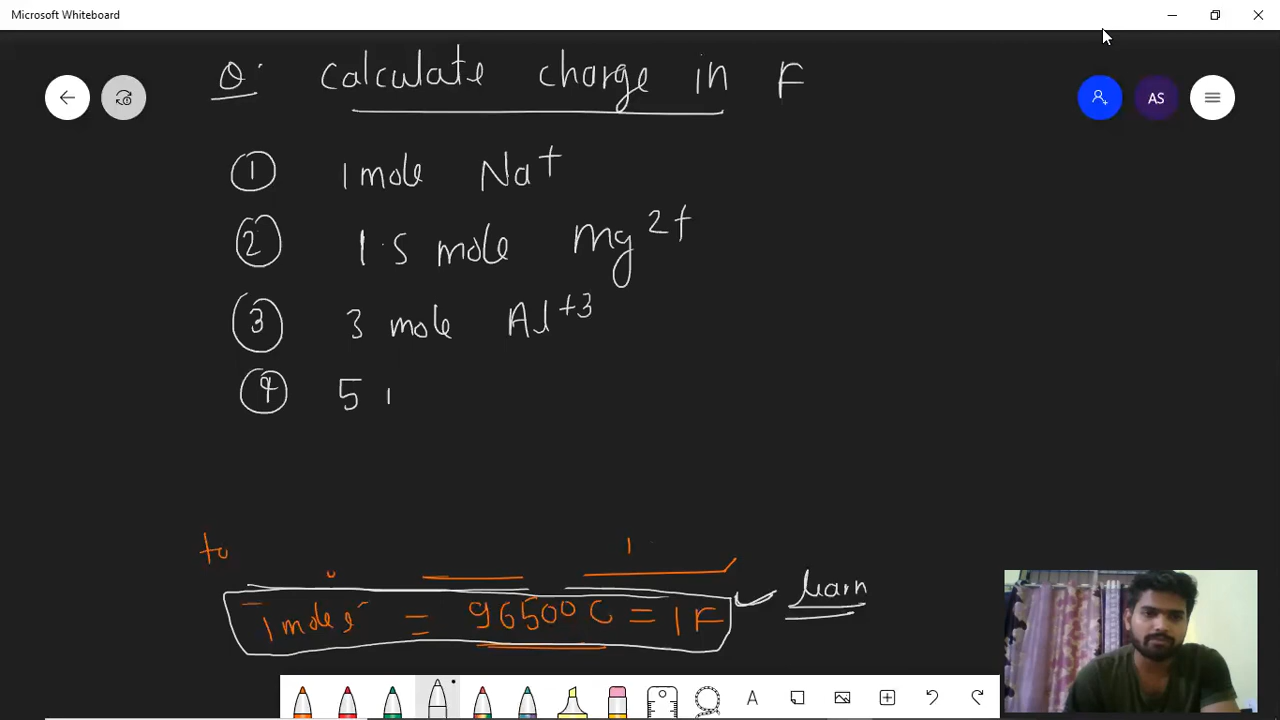 Microsoft Whiteboard
Q. Calculate charge in F
AS
① 1 mole Na+
② 1.5 mole mg2+
③ 3 mole Al+3
④ 5
to
1 mole e- = 96500 C = 1 F
learn
A